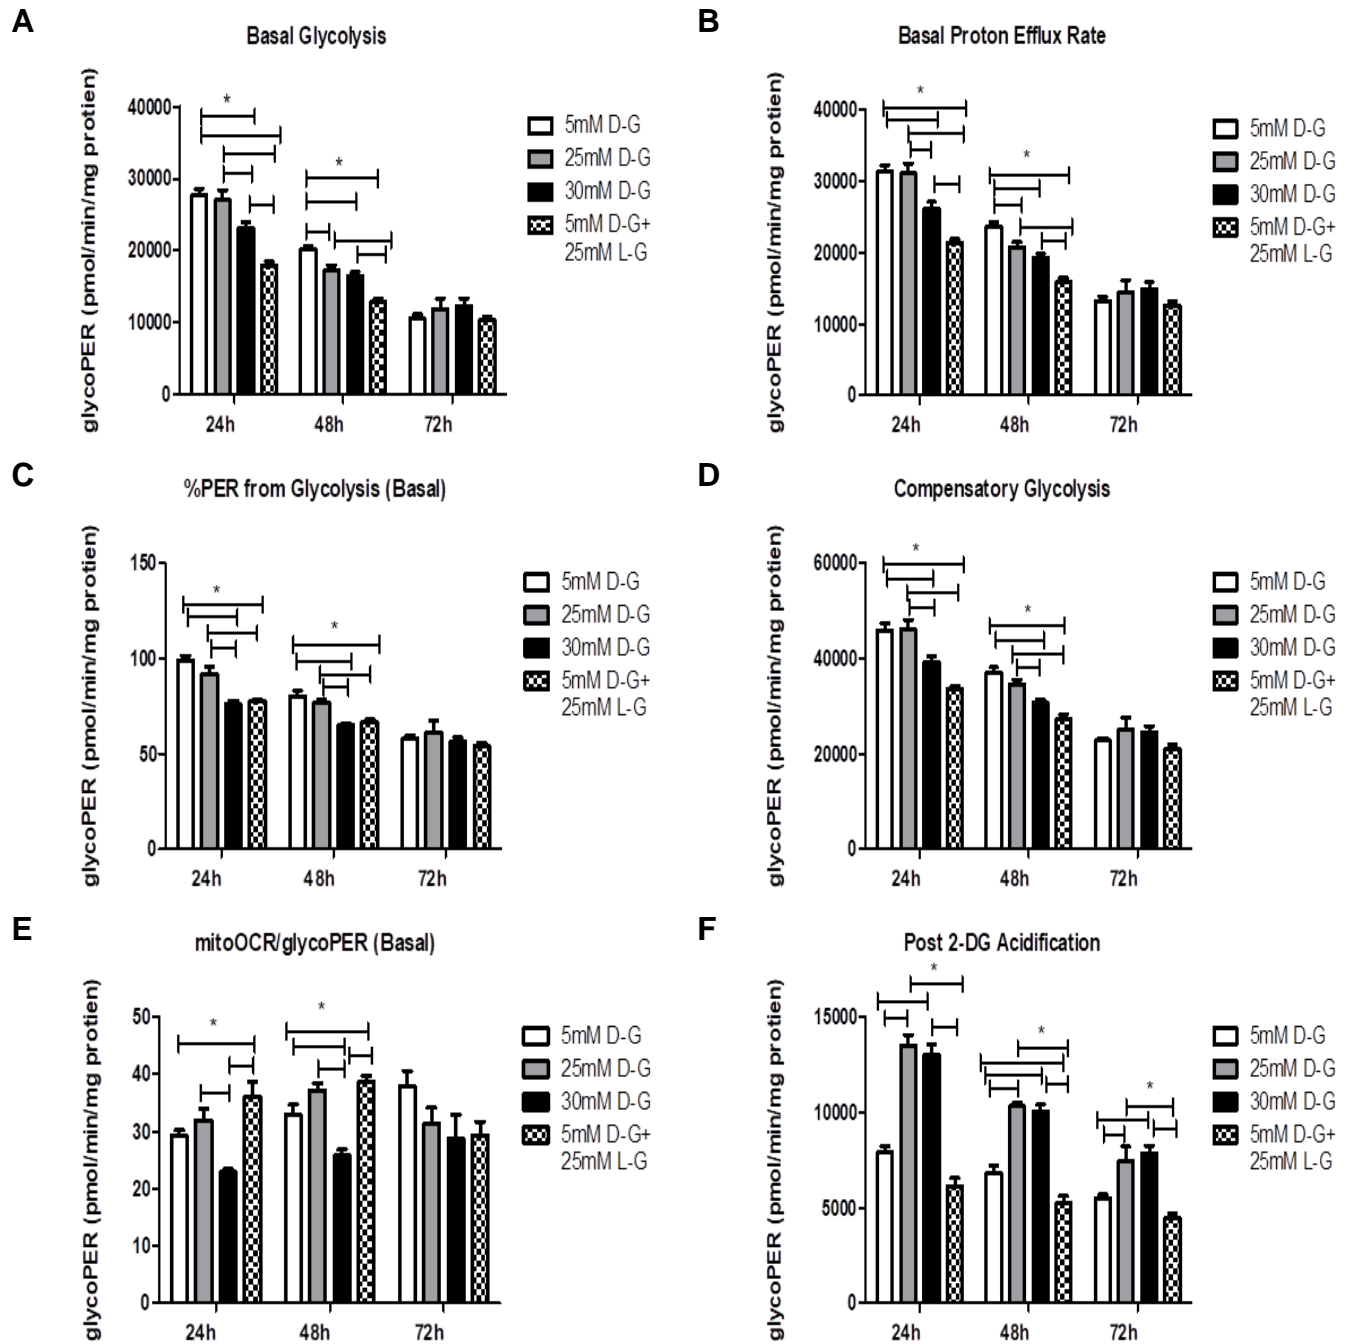 A
Basal Glycolysis
glycoPER (pmol/min/mg protien)
40000
30000
20000
10000
0
*
*
24h
48h
72h
5mM D-G
25mM D-G
30mM D-G
5mM D-G+
25mM L-G
B
Basal Proton Efflux Rate
glycoPER (pmol/min/mg protien)
40000
30000
20000
10000
0
*
*
24h
48h
72h
5mM D-G
25mM D-G
30mM D-G
5mM D-G+
25mM L-G
C
%PER from Glycolysis (Basal)
glycoPER (pmol/min/mg protien)
150
100
50
0
*
*
24h
48h
72h
5mM D-G
25mM D-G
30mM D-G
5mM D-G+
25mM L-G
D
Compensatory Glycolysis
glycoPER (pmol/min/mg protien)
60000
40000
20000
0
*
*
24h
48h
72h
5mM D-G
25mM D-G
30mM D-G
5mM D-G+
25mM L-G
E
mitoOCR/glycoPER (Basal)
glycoPER (pmol/min/mg protien)
50
40
30
20
10
0
*
*
24h
48h
72h
5mM D-G
25mM D-G
30mM D-G
5mM D-G+
25mM L-G
F
Post 2-DG Acidification
glycoPER (pmol/min/mg protien)
15000
10000
5000
0
*
*
*
24h
48h
72h
5mM D-G
25mM D-G
30mM D-G
5mM D-G+
25mM L-G